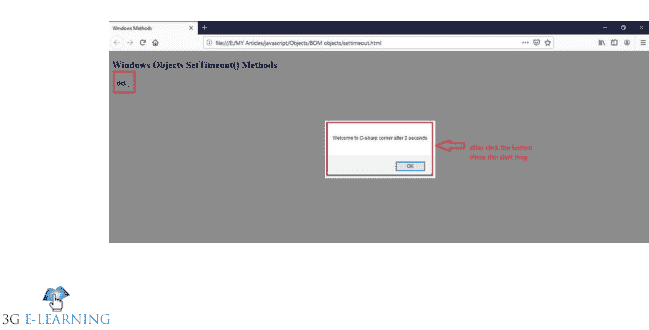 Windows Methods
file:///E:/MY Articles/javascript/Objects/BOM objects/settimeout.html
Windows Objects SetTimeout() Methods
click
Welcome to C-sharp corner after 2 seconds
OK
after click the button
show the alert msg
3G E-LEARNING